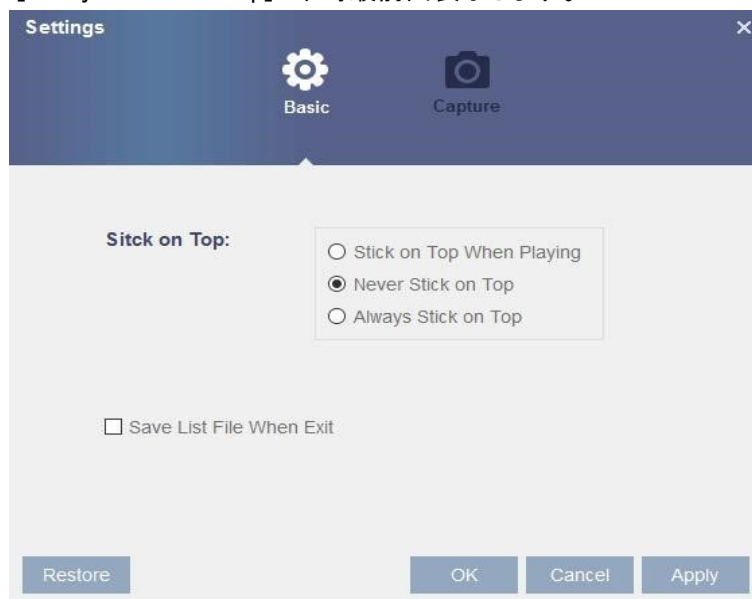 Settings
×
Basic
Capture
Sitck on Top:
Stick on Top When Playing
Never Stick on Top
Always Stick on Top
Save List File When Exit
Restore
OK
Cancel
Apply